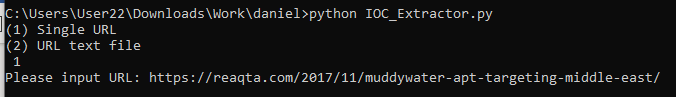 C:\Users\User22\Downloads\Work\daniel>python IOC_Extractor.py
(1) Single URL
(2) URL text file
1
Please input URL: https://reaqta.com/2017/11/muddywater-apt-targeting-middle-east/